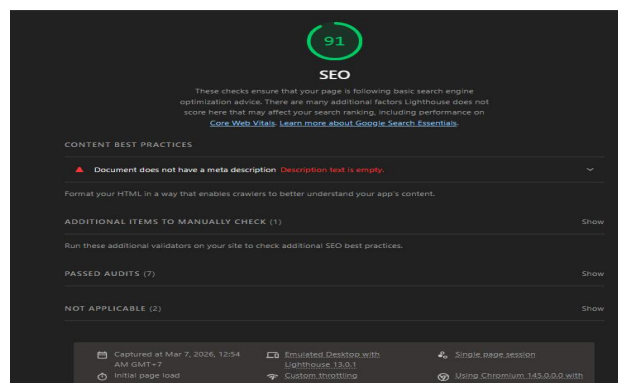 91
SEO
These checks ensure that your page is following basic search engine
optimization advice. There are many additional factors Lighthouse does not
score here that may affect your search ranking, including performance on
Core Web Vitals. Learn more about Google Search Essentials.
CONTENT BEST PRACTICES
Document does not have a meta description Description text is empty.
Format your HTML in a way that enables crawlers to better understand your app's content.
ADDITIONAL ITEMS TO MANUALLY CHECK (1) Show
Run these additional validators on your site to check additional SEO best practices.
PASSED AUDITS (7) Show
NOT APPLICABLE (2) Show
Captured at Mar 7, 2026, 12:54 Emulated Desktop with Single page session
AM GMT+7 Lighthouse 13.0.1
Initial page load Custom throttling Using Chromium 145.0.0.0 with